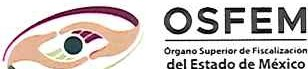 OSFEM
Órgano Superior de Fiscalización
del Estado de México